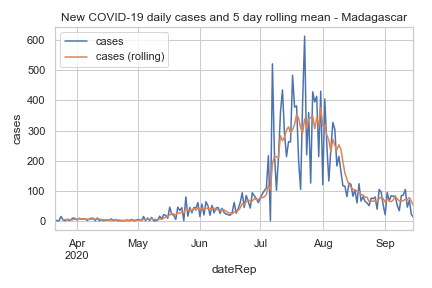 New COVID-19 daily cases and 5 day rolling mean - Madagascar
cases
cases (rolling)
600
500
400
300
200
100
0
cases
Apr
2020
May
Jun
Jul
Aug
Sep
dateRep